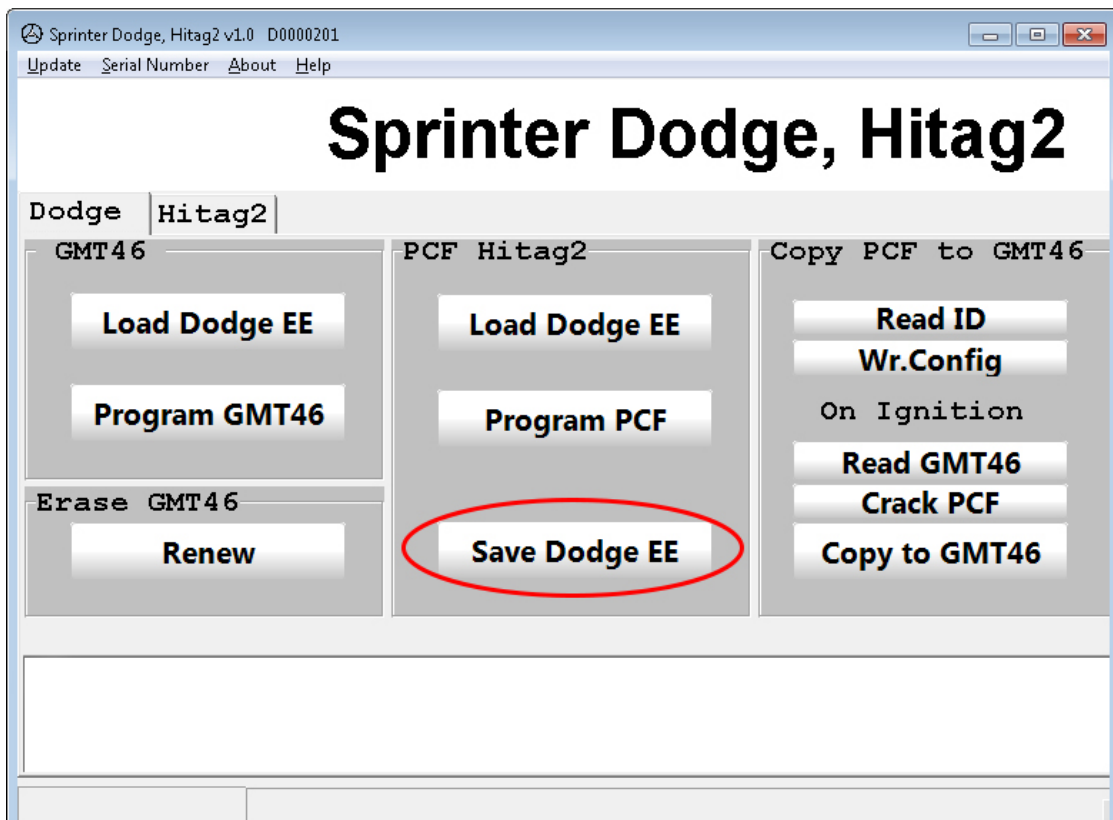 Sprinter Dodge, Hitag2 v1.0 D0000201
Update Serial Number About Help
Sprinter Dodge, Hitag2
Dodge Hitag2
GMT46
Load Dodge EE
Program GMT46
Erase GMT46
Renew
PCF Hitag2
Load Dodge EE
Program PCF
Save Dodge EE
Copy PCF to GMT46
Read ID
Wr.Config
On Ignition
Read GMT46
Crack PCF
Copy to GMT46